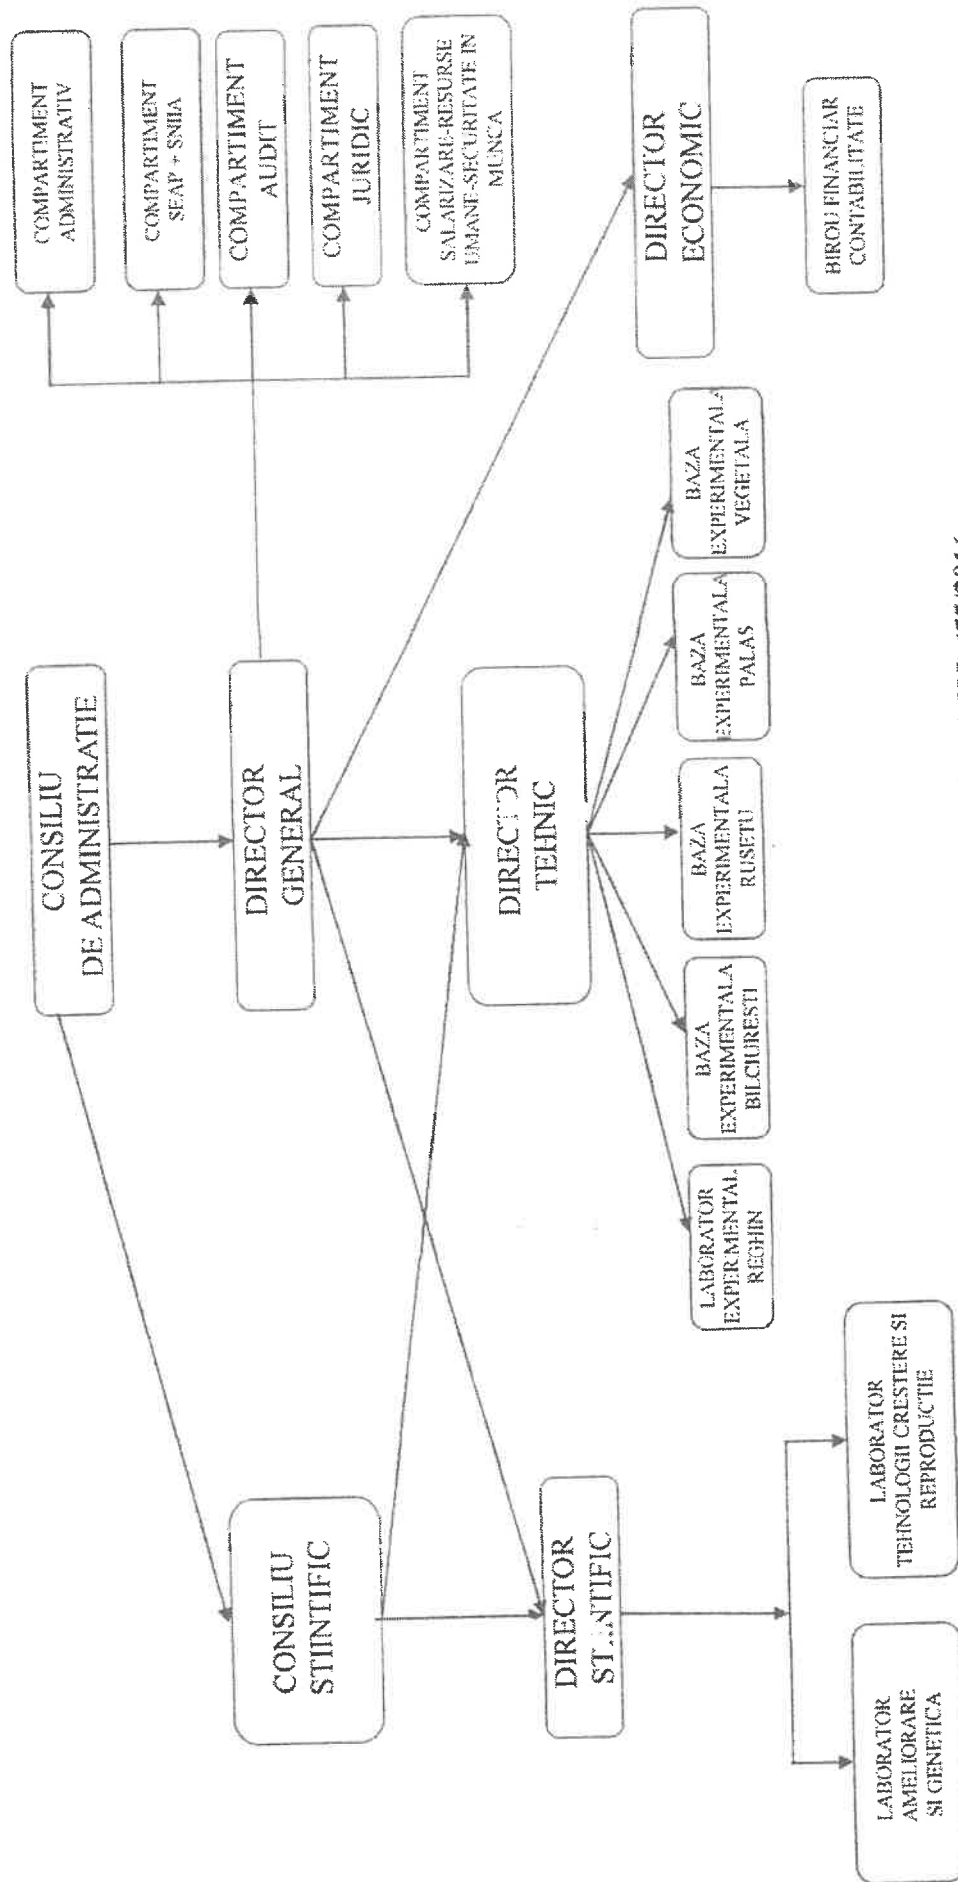 CONSILIU
DE ADMINISTRATIE
COMPARTIMENT
ADMINISTRATIV
COMPARTIMENT
SEAP + SNIIA
COMPARTIMENT
AUDIT
COMPARTIMENT
JURIDIC
COMPARTIMENT
SALARIZARE-RESURSE
UMANE-SECURITATE IN
MUNCA
DIRECTOR
GENERAL
CONSILIU
STIINTIFIC
DIRECTOR
TEHNIC
DIRECTOR
STIINTIFIC
DIRECTOR
ECONOMIC
LABORATOR
EXPERIMENTAL
REGHIN
BAZA
EXPERIMENTALA
BILCIURESTI
BAZA
EXPERIMENTALA
RUSETU
BAZA
EXPERIMENTALA
PALAS
BAZA
EXPERIMENTALA
VEGETALA
BIROU FINANCIAR
CONTABILITATE
LABORATOR
AMELIORARE
SI GENETICA
LABORATOR
TEHNOLOGII CRESTERE SI
REPRODUCTIE